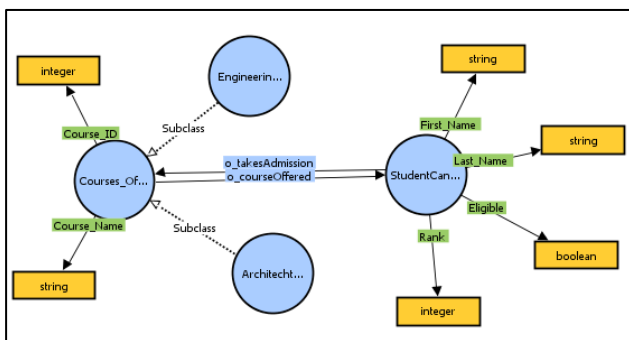 string
integer
Engineerin...
Subclass
First_Name
string
Course_ID
o_takesAdmission
Last_Name
Courses_Of...
o_courseOffered
StudentCan...
Eligible
Course_Name
Subclass
Rank
boolean
Architecht...
string
integer